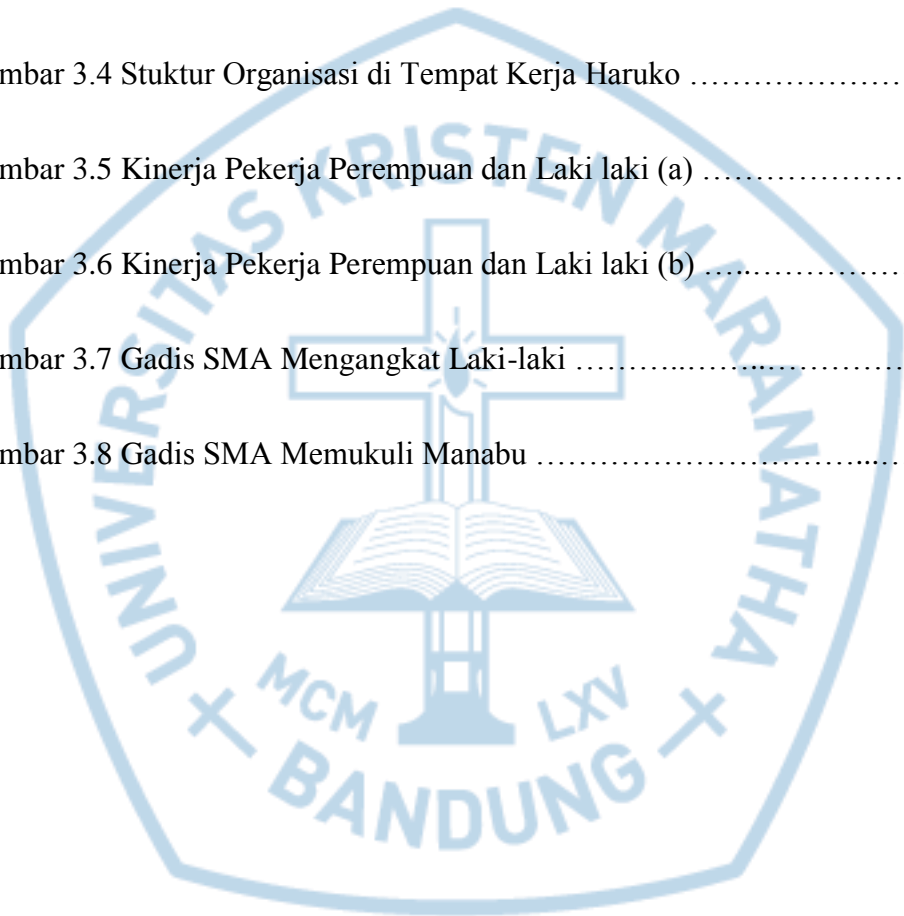 mbar 3.4 Stuktur Organisasi di Tempat Kerja Haruko …………………
mbar 3.5 Kinerja Pekerja Perempuan dan Laki laki (a) …………………
mbar 3.6 Kinerja Pekerja Perempuan dan Laki laki (b) …..……………
mbar 3.7 Gadis SMA Mengangkat Laki-laki ………..……..……………
mbar 3.8 Gadis SMA Memukuli Manabu …………………………...…
UNIVERSITAS KRISTEN MARANATHA
MCM LXV
BANDUNG